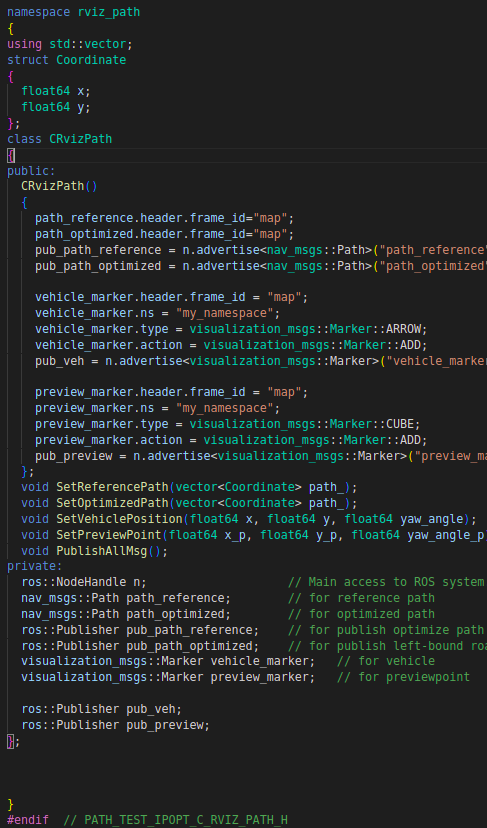 namespace rviz_path
{
using std::vector;
struct Coordinate
{
  float64 x;
  float64 y;
};
class CRvizPath
{
public:
  CRvizPath()
  {
    path_reference.header.frame_id="map";
    path_optimized.header.frame_id="map";
    pub_path_reference = n.advertise<nav_msgs::Path>("path_reference"
    pub_path_optimized = n.advertise<nav_msgs::Path>("path_optimized"

    vehicle_marker.header.frame_id = "map";
    vehicle_marker.ns = "my_namespace";
    vehicle_marker.type = visualization_msgs::Marker::ARROW;
    vehicle_marker.action = visualization_msgs::Marker::ADD;
    pub_veh = n.advertise<visualization_msgs::Marker>("vehicle_marker

    preview_marker.header.frame_id = "map";
    preview_marker.ns = "my_namespace";
    preview_marker.type = visualization_msgs::Marker::CUBE;
    preview_marker.action = visualization_msgs::Marker::ADD;
    pub_preview = n.advertise<visualization_msgs::Marker>("preview_ma
  };
  void SetReferencePath(vector<Coordinate> path_);
  void SetOptimizedPath(vector<Coordinate> path_);
  void SetVehiclePosition(float64 x, float64 y, float64 yaw_angle);
  void SetPreviewPoint(float64 x_p, float64 y_p, float64 yaw_angle_p
  void PublishAllMsg();
private:
  ros::NodeHandle n;                    // Main access to ROS system
  nav_msgs::Path path_reference;        // for reference path
  nav_msgs::Path path_optimized;        // for optimized path
  ros::Publisher pub_path_reference;    // for publish optimize path
  ros::Publisher pub_path_optimized;    // for publish left-bound roa
  visualization_msgs::Marker vehicle_marker;   // for vehicle
  visualization_msgs::Marker preview_marker;   // for previewpoint

  ros::Publisher pub_veh;
  ros::Publisher pub_preview;
};

}
#endif  // PATH_TEST_IPOPT_C_RVIZ_PATH_H